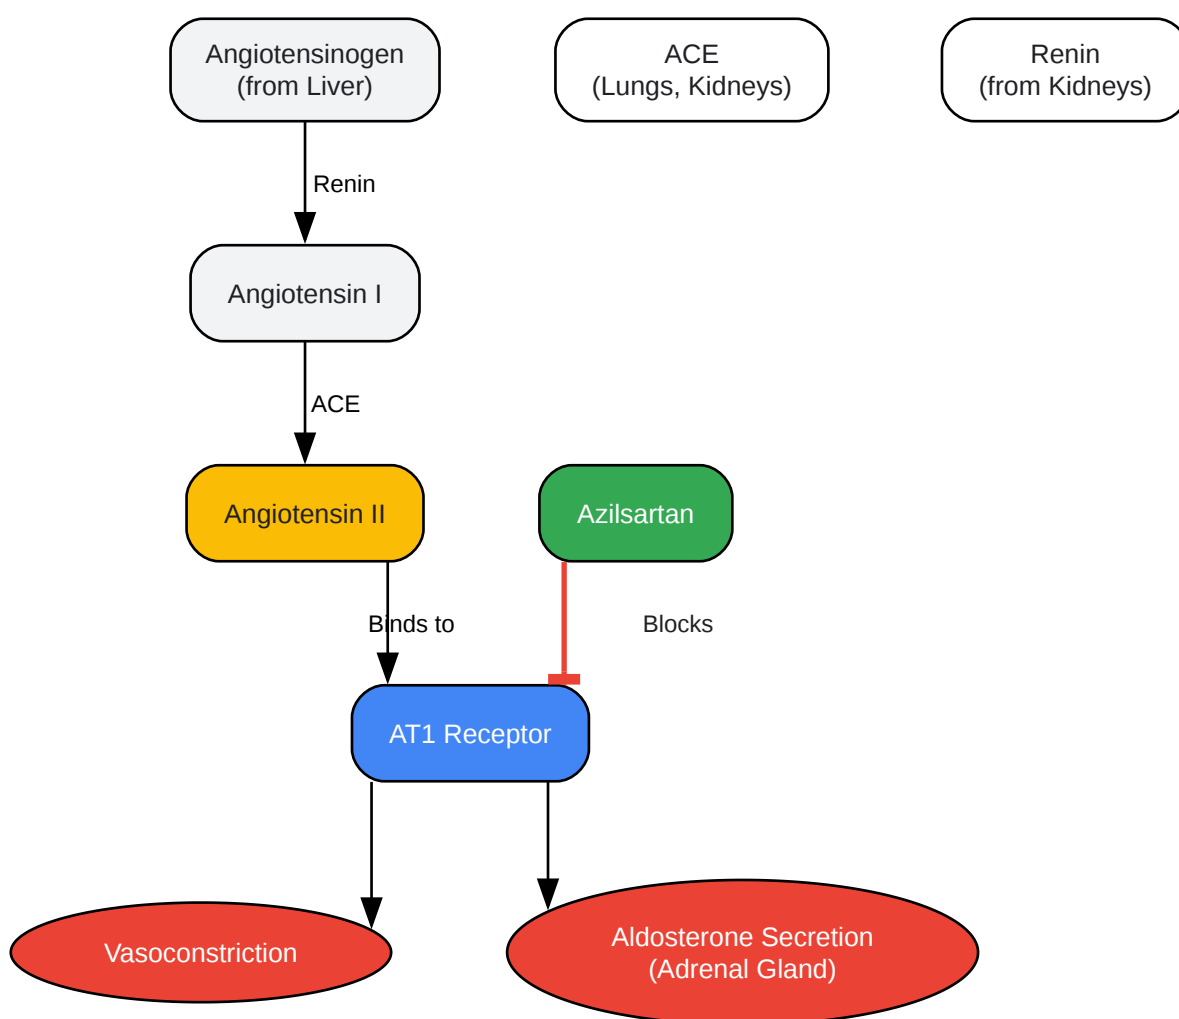 Angiotensinogen
(from Liver)
ACE
(Lungs, Kidneys)
Renin
(from Kidneys)
Renin
Angiotensin I
ACE
Angiotensin II
Azilsartan
Binds to
Blocks
AT1 Receptor
Vasoconstriction
Aldosterone Secretion
(Adrenal Gland)